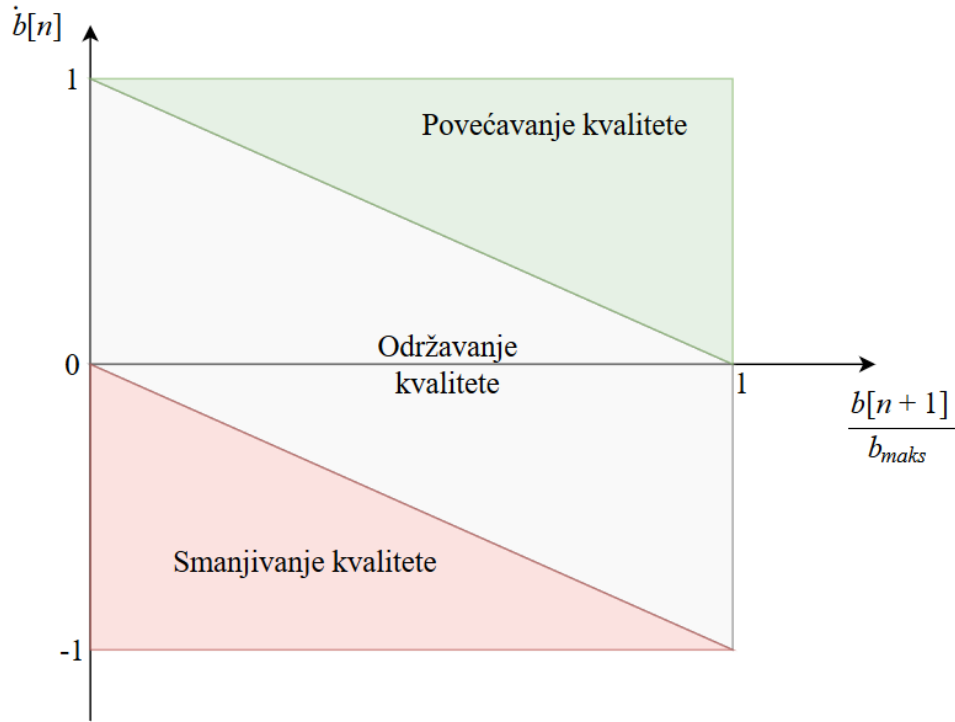 ḃ[n]
1
Povećavanje kvalitete
Održavanje
kvalitete
0
1
b[n + 1]
b_maks
Smanjivanje kvalitete
-1